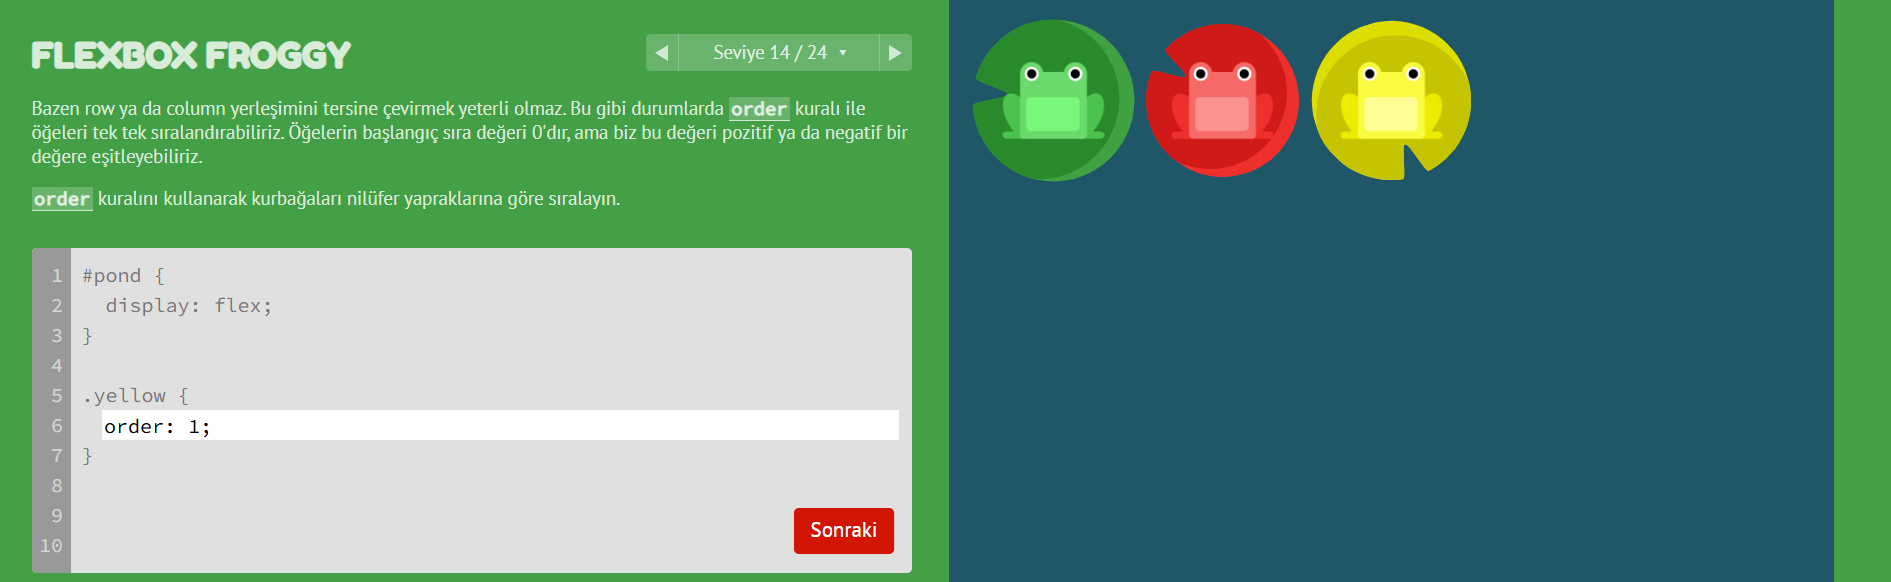 FLEXBOX FROGGY
◀ Seviye 14 / 24 ▾ ▶
Bazen row ya da column yerleşimini tersine çevirmek yeterli olmaz. Bu gibi durumlarda order kuralı ile
öğeleri tek tek sıralandırabiliriz. Öğelerin başlangıç sıra değeri 0'dır, ama biz bu değeri pozitif ya da negatif bir
değere eşitleyebiliriz.
order kuralını kullanarak kurbağaları nilüfer yapraklarına göre sıralayın.
1 #pond {
2 display: flex;
3 }
4
5 .yellow {
6 order: 1;
7 }
8
9
10
Sonraki